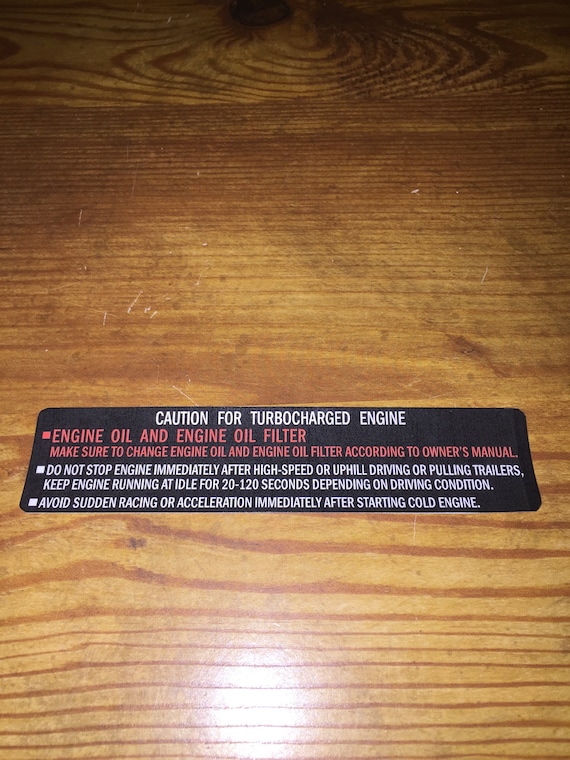 CAUTION FOR TURBOCHARGED ENGINE
■ENGINE OIL AND ENGINE OIL FILTER
MAKE SURE TO CHANGE ENGINE OIL AND ENGINE OIL FILTER ACCORDING TO OWNER'S MANUAL.
■DO NOT STOP ENGINE IMMEDIATELY AFTER HIGH-SPEED OR UPHILL DRIVING OR PULLING TRAILERS,
KEEP ENGINE RUNNING AT IDLE FOR 20-120 SECONDS DEPENDING ON DRIVING CONDITION.
■AVOID SUDDEN RACING OR ACCELERATION IMMEDIATELY AFTER STARTING COLD ENGINE.